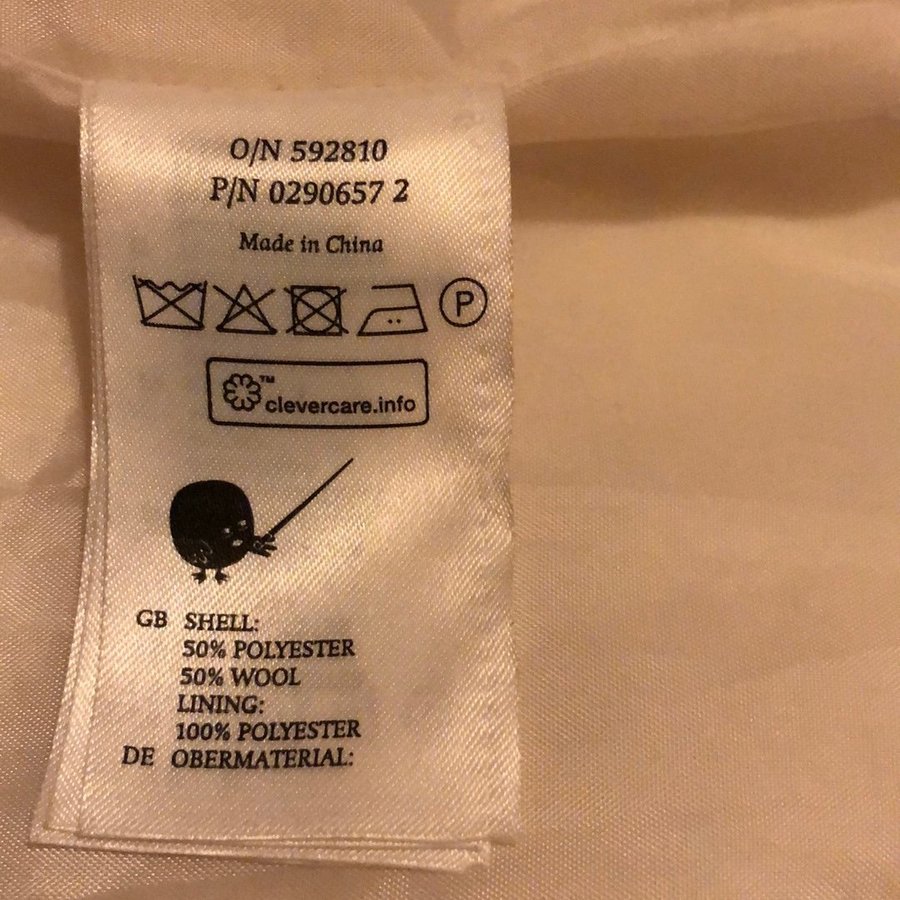 O/N 592810
P/N 0290657 2
Made in China
P
™
clevercare.info
GB SHELL:
50% POLYESTER
50% WOOL
LINING:
100% POLYESTER
DE OBERMATERIAL: